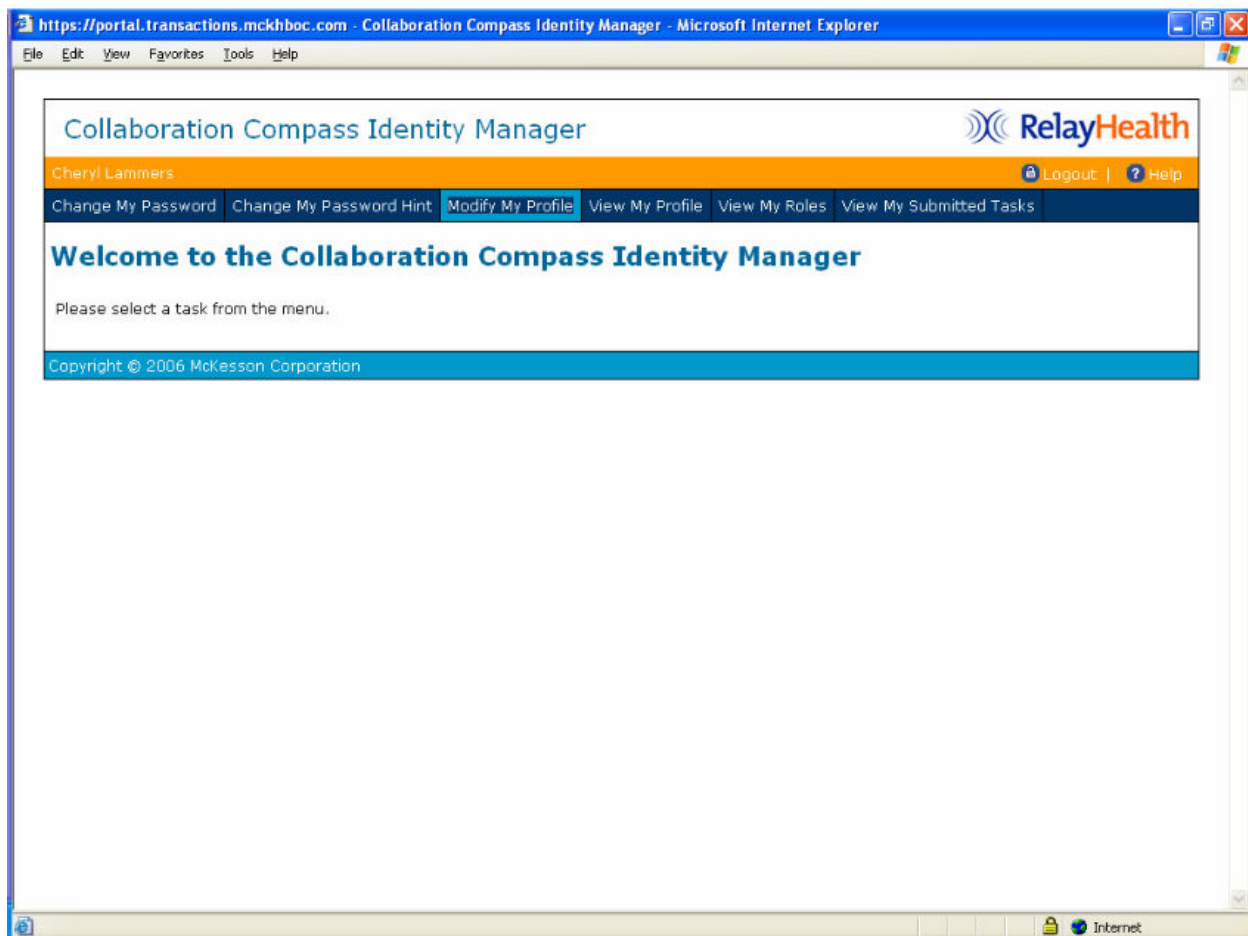 https://portal.transactions.mckhboc.com - Collaboration Compass Identity Manager - Microsoft Internet Explorer
File Edit View Favorites Tools Help
Collaboration Compass Identity Manager
RelayHealth
Cheryl Lammers
Logout | ? Help
Change My Password Change My Password Hint Modify My Profile View My Profile View My Roles View My Submitted Tasks
Welcome to the Collaboration Compass Identity Manager
Please select a task from the menu.
Copyright © 2006 McKesson Corporation
Internet